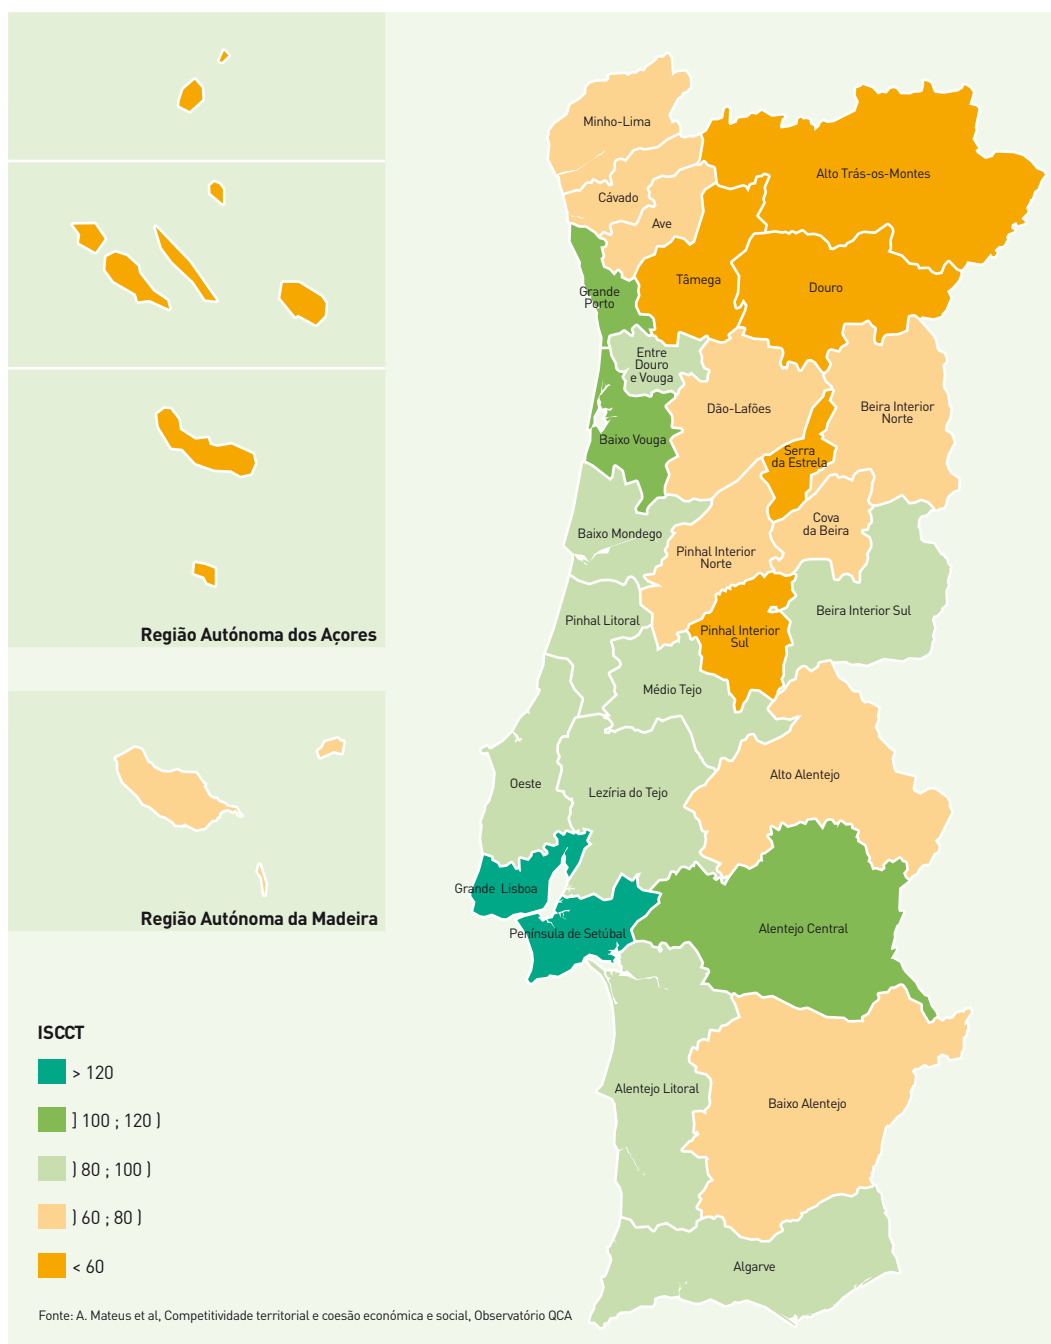 Minho-Lima
Alto Trás-os-Montes
Cávado
Ave
Tâmega
Douro
Grande
Porto
Entre
Douro
e Vouga
Dão-Lafões
Beira Interior
Norte
Baixo Vouga
Serra
da Estrela
Cova
da Beira
Baixo Mondego
Pinhal Interior
Norte
Beira Interior Sul
Pinhal Litoral
Pinhal Interior
Sul
Região Autónoma dos Açores
Médio Tejo
Alto Alentejo
Oeste
Lezíria do Tejo
Grande Lisboa
Região Autónoma da Madeira
Península de Setúbal
Alentejo Central
Alentejo Litoral
Baixo Alentejo
Algarve
ISCCT
> 120
] 100 ; 120 )
) 80 ; 100 )
) 60 ; 80 )
< 60
Fonte: A. Mateus et al, Competitividade territorial e coesão económica e social, Observatório QCA